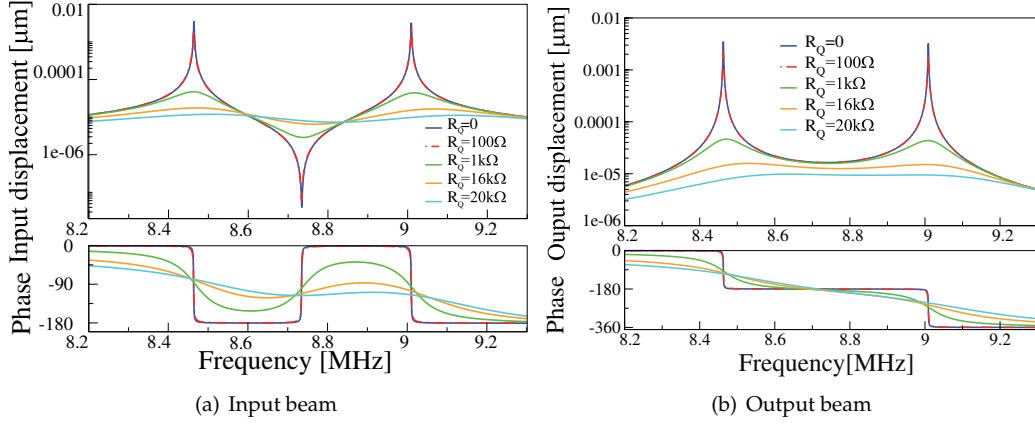 0.01
0.0001
1e-06
Input displacement [µm]
R_Q=0
R_Q=100Ω
R_Q=1kΩ
R_Q=16kΩ
R_Q=20kΩ
8.2 8.4 8.6 8.8 9 9.2
0
-90
-180
Phase
8.2 8.4 8.6 8.8 9 9.2
Frequency [MHz]
(a) Input beam
0.01
0.001
0.0001
1e-05
1e-06
Ouput displacement [µm]
R_Q=0
R_Q=100Ω
R_Q=1kΩ
R_Q=16kΩ
R_Q=20kΩ
8.2 8.4 8.6 8.8 9 9.2
0
-180
-360
Phase
8.2 8.4 8.6 8.8 9 9.2
Frequency[MHz]
(b) Output beam